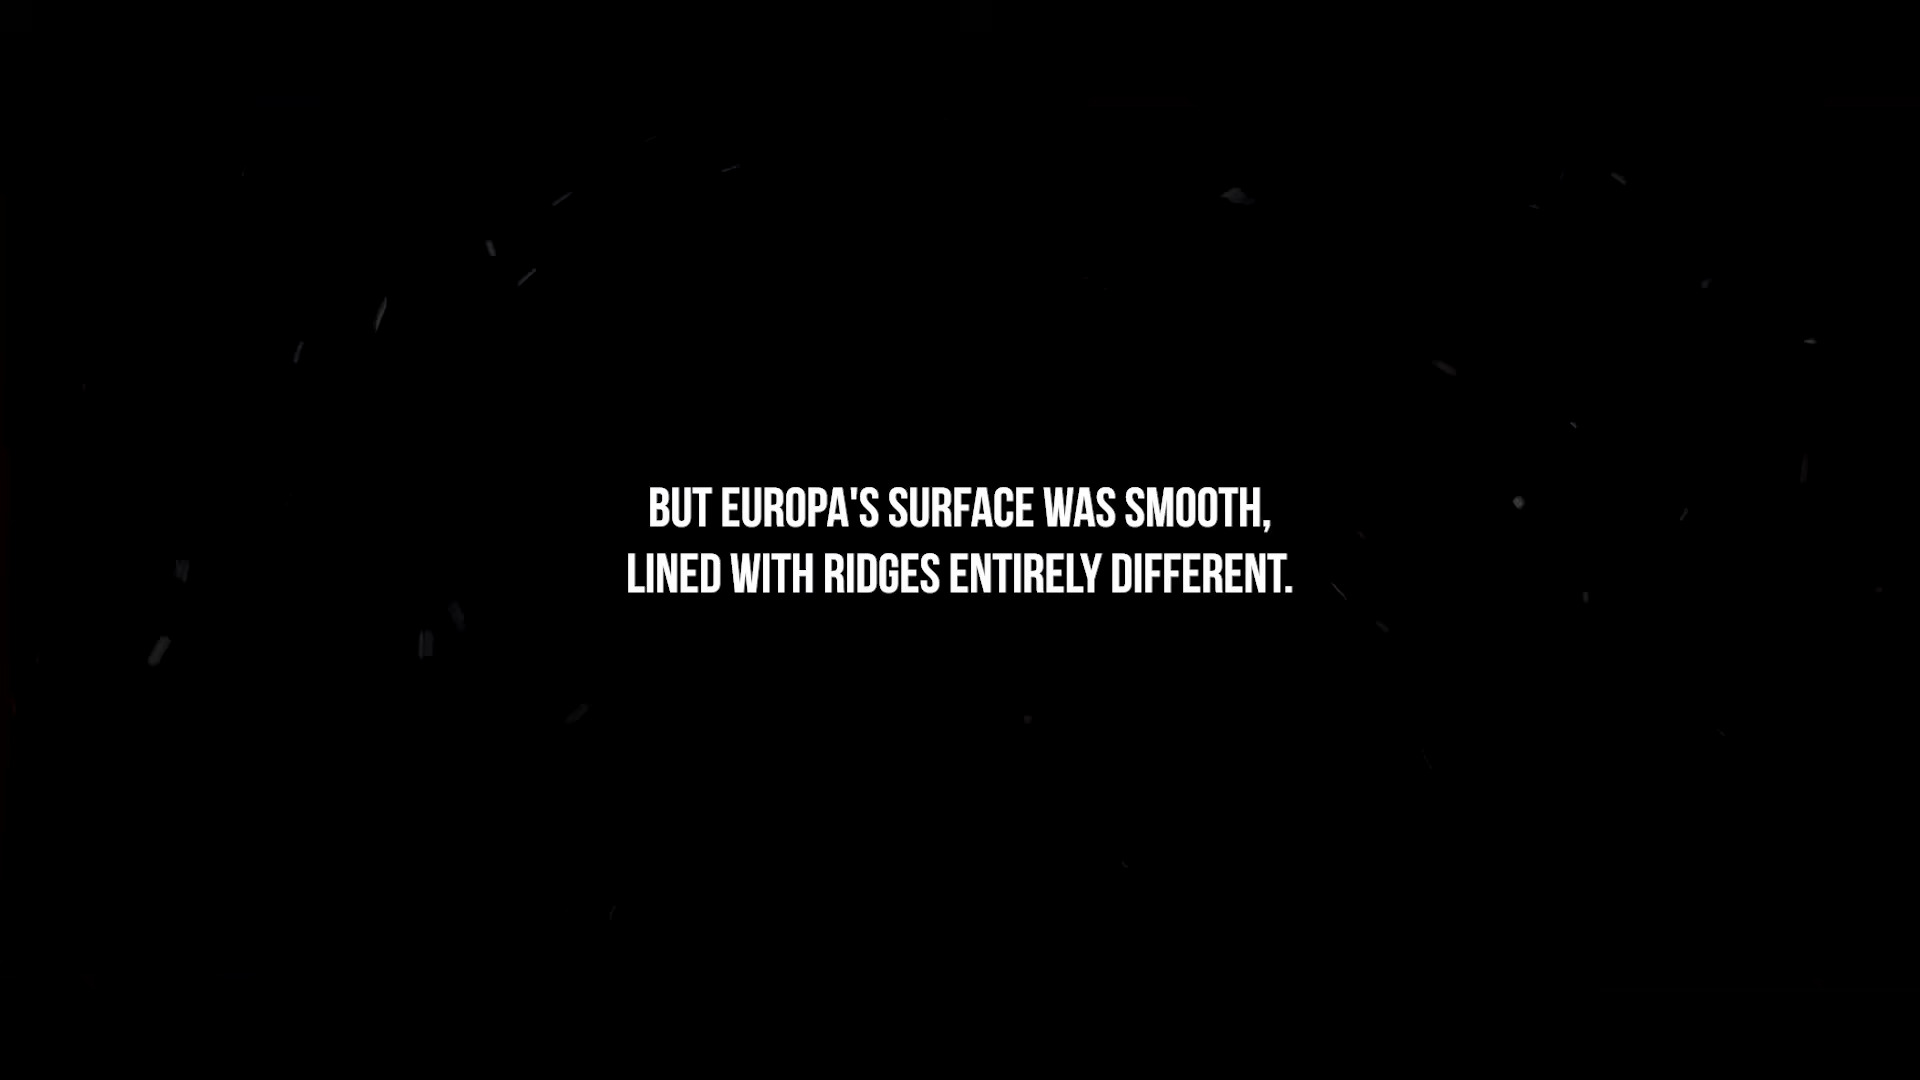 BUT EUROPA'S SURFACE WAS SMOOTH,
LINED WITH RIDGES ENTIRELY DIFFERENT.